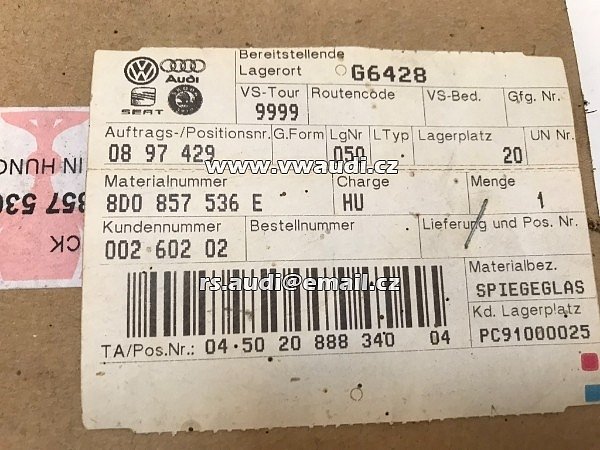 Bereitstellende
Lagerort G6428
Audi
SEAT
SKODA
VS-Tour Routencode VS-Bed. Gfg. Nr.
9999
Auftrags-/Positionsnr. G.Form LgNr LTyp Lagerplatz UN Nr.
08 97 429 050 20
www.vwaudi.cz
Materialnummer Charge Menge
8D0 857 536 E HU 1
Kundennummer Bestellnummer Lieferung und Pos. Nr.
002 602 02
Materialbez.
SPIEGEGLAS
rs.audi@email.cz
Kd. Lagerplatz
PC91000025
TA/Pos.Nr.: 04 50 20 888 340 04
IN HUNG
857 536
CK